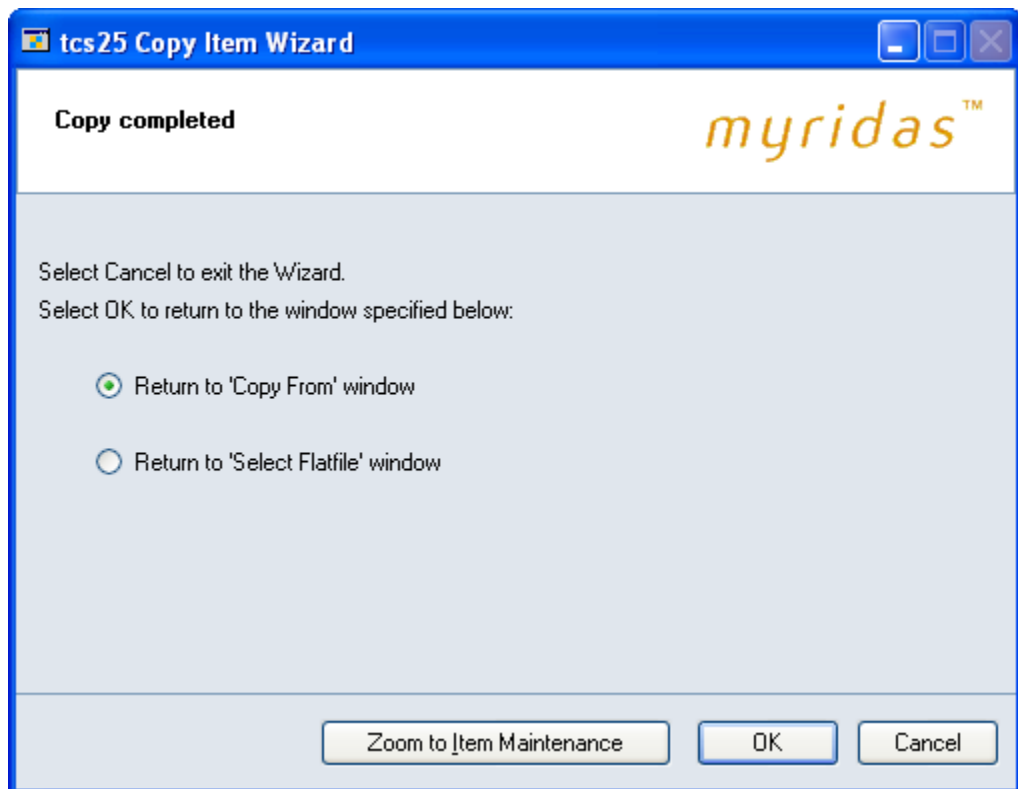 tcs25 Copy Item Wizard
Copy completed
myridas™
Select Cancel to exit the Wizard.
Select OK to return to the window specified below:
Return to 'Copy From' window
Return to 'Select Flatfile' window
Zoom to Item Maintenance
OK
Cancel